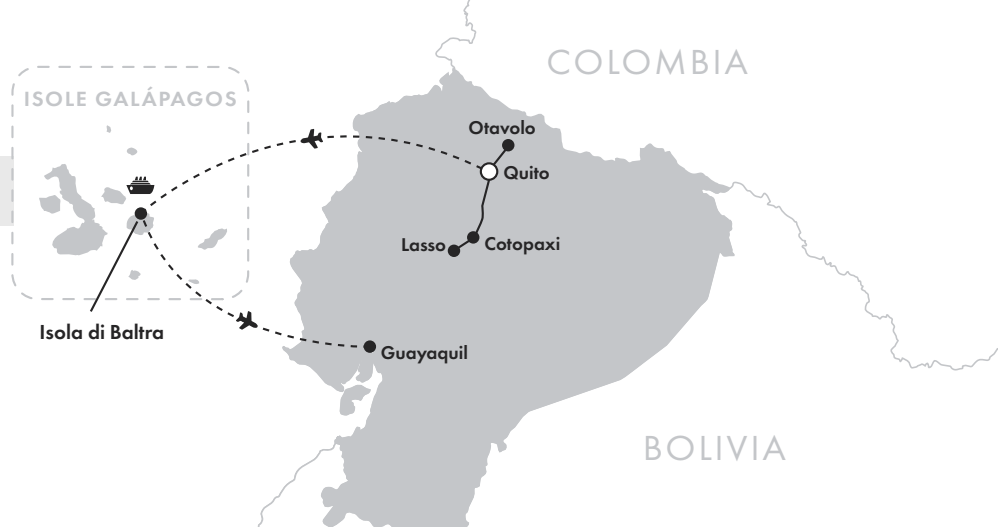 COLOMBIA
ISOLE GALÁPAGOS
Otavolo
Quito
Lasso
Cotopaxi
Isola di Baltra
Guayaquil
BOLIVIA